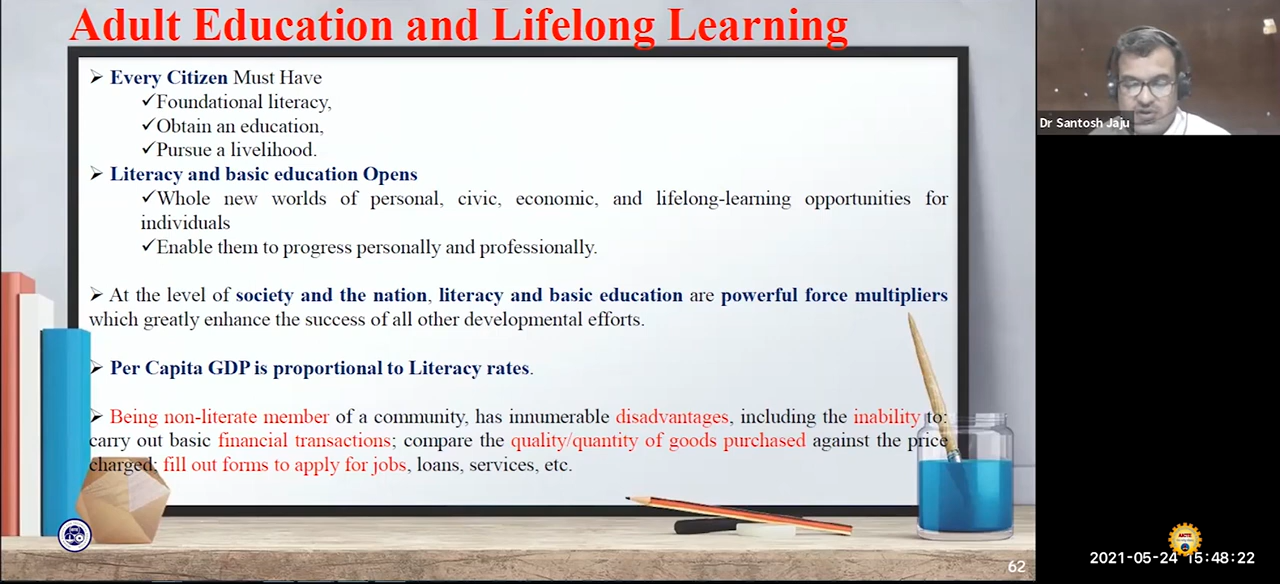 Adult Education and Lifelong Learning
➢ Every Citizen Must Have
✓Foundational literacy,
✓Obtain an education,
✓Pursue a livelihood.
➢ Literacy and basic education Opens
✓Whole new worlds of personal, civic, economic, and lifelong-learning opportunities for
individuals
✓Enable them to progress personally and professionally.
➢ At the level of society and the nation, literacy and basic education are powerful force multipliers
which greatly enhance the success of all other developmental efforts.
➢ Per Capita GDP is proportional to Literacy rates.
➢ Being non-literate member of a community, has innumerable disadvantages, including the inability to:
carry out basic financial transactions; compare the quality/quantity of goods purchased against the price
charged; fill out forms to apply for jobs, loans, services, etc.
62
Dr Santosh Jaju
AICTE
2021-05-24 15:48:22